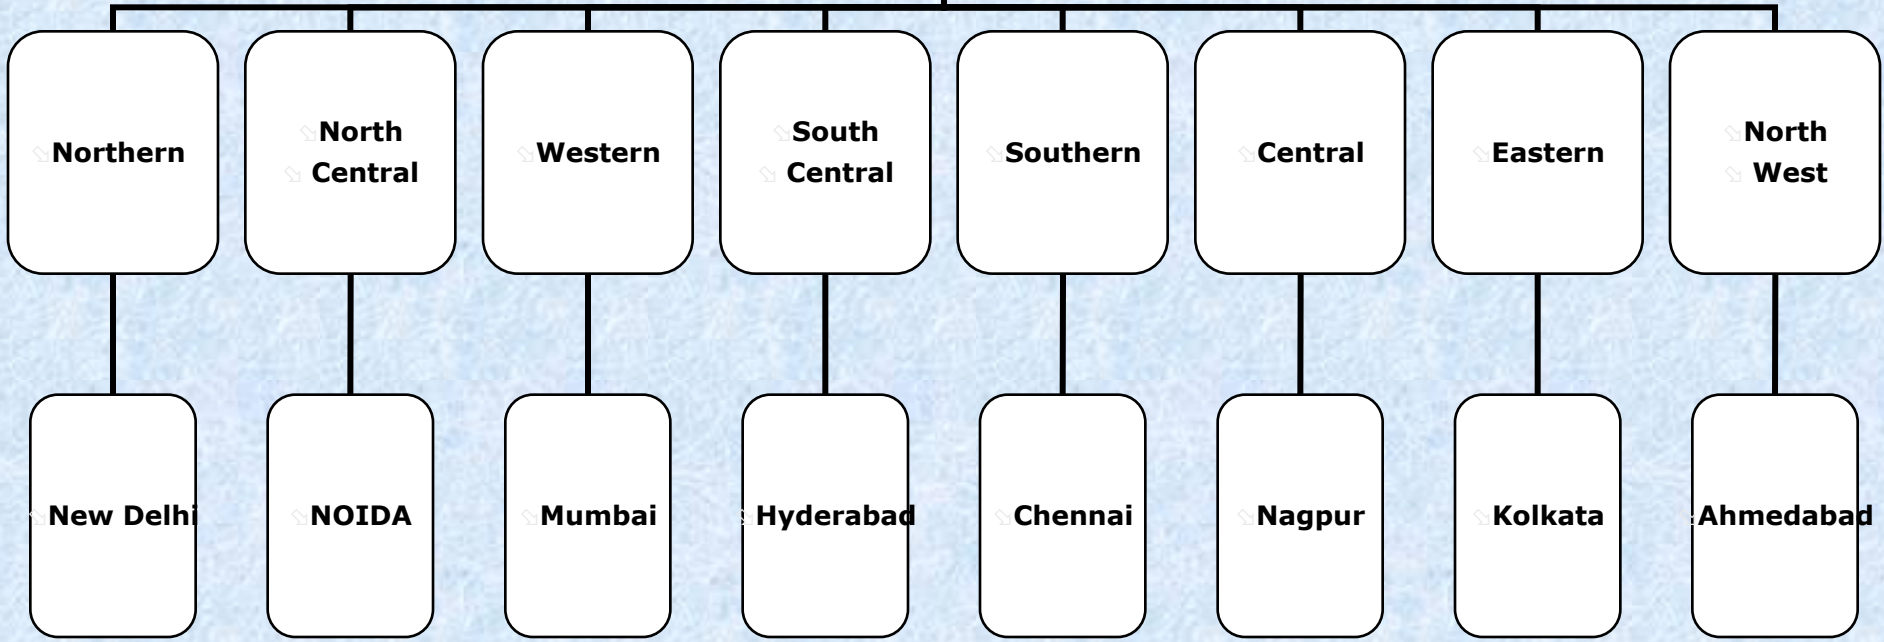 Northern
North
Central
Western
South
Central
Southern
Central
Eastern
North
West
New Delhi
NOIDA
Mumbai
Hyderabad
Chennai
Nagpur
Kolkata
Ahmedabad